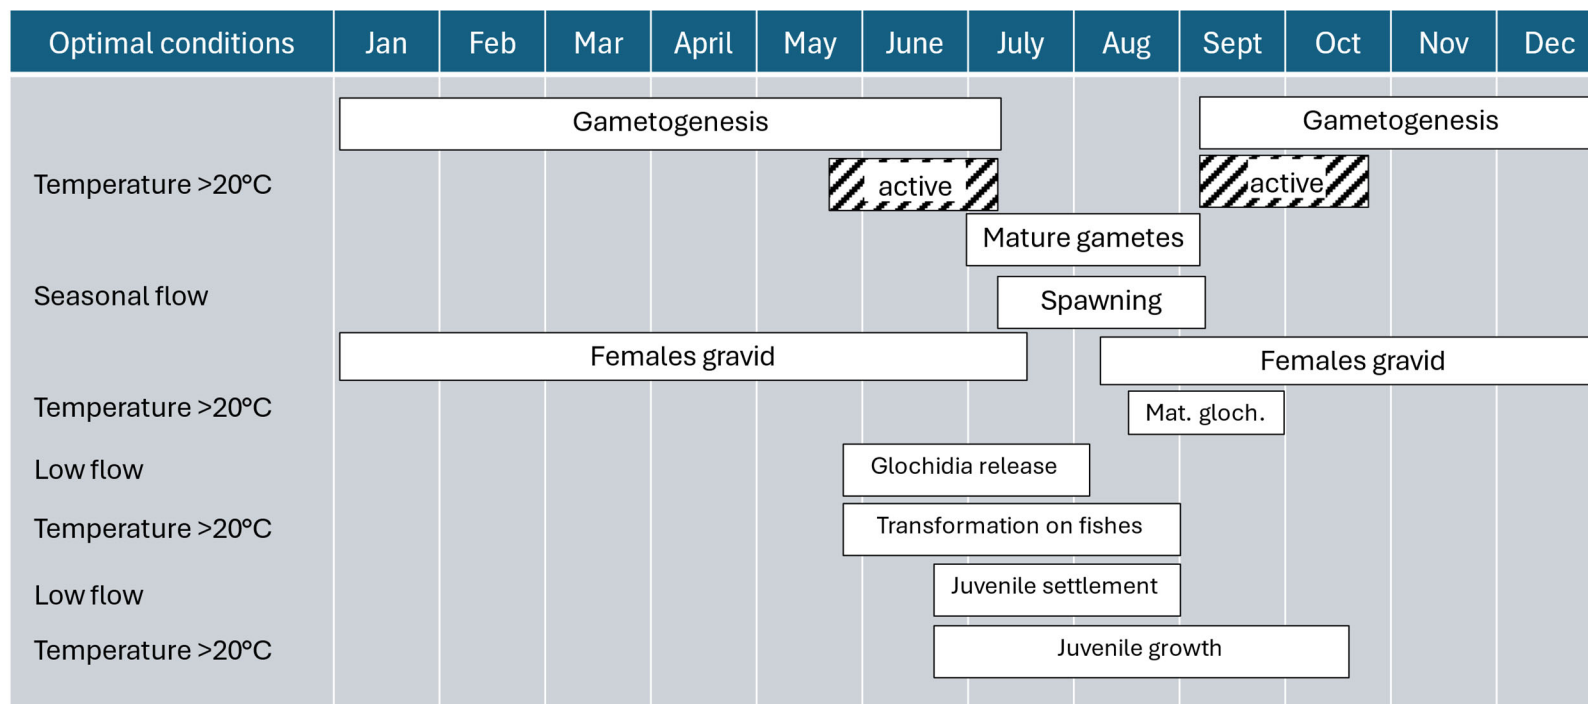 Optimal conditions Jan Feb Mar April May June July Aug Sept Oct Nov Dec
Gametogenesis Gametogenesis
Temperature >20°C active active
Mature gametes
Seasonal flow Spawning
Females gravid Females gravid
Temperature >20°C Mat. gloch.
Low flow Glochidia release
Temperature >20°C Transformation on fishes
Low flow Juvenile settlement
Temperature >20°C Juvenile growth